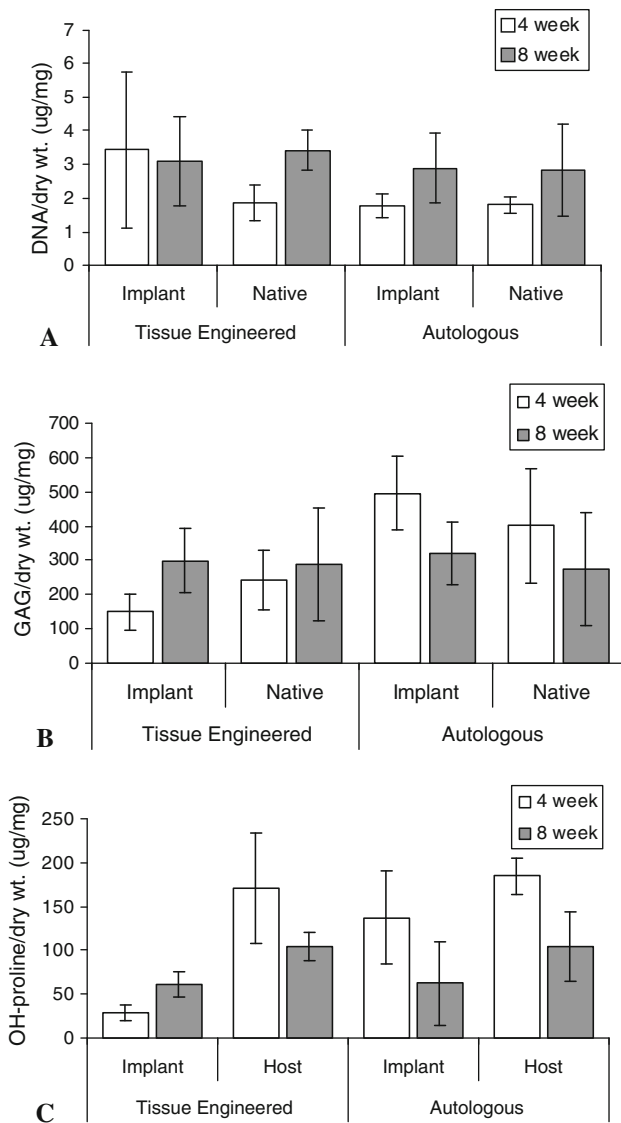 4 week
8 week
DNA/dry wt. (ug/mg)
7
6
5
4
3
2
1
0
Implant Native Implant Native
Tissue Engineered Autologous
A
4 week
8 week
GAG/dry wt. (ug/mg)
700
600
500
400
300
200
100
0
Implant Native Implant Native
Tissue Engineered Autologous
B
4 week
8 week
OH-proline/dry wt. (ug/mg)
250
200
150
100
50
0
Implant Host Implant Host
Tissue Engineered Autologous
C